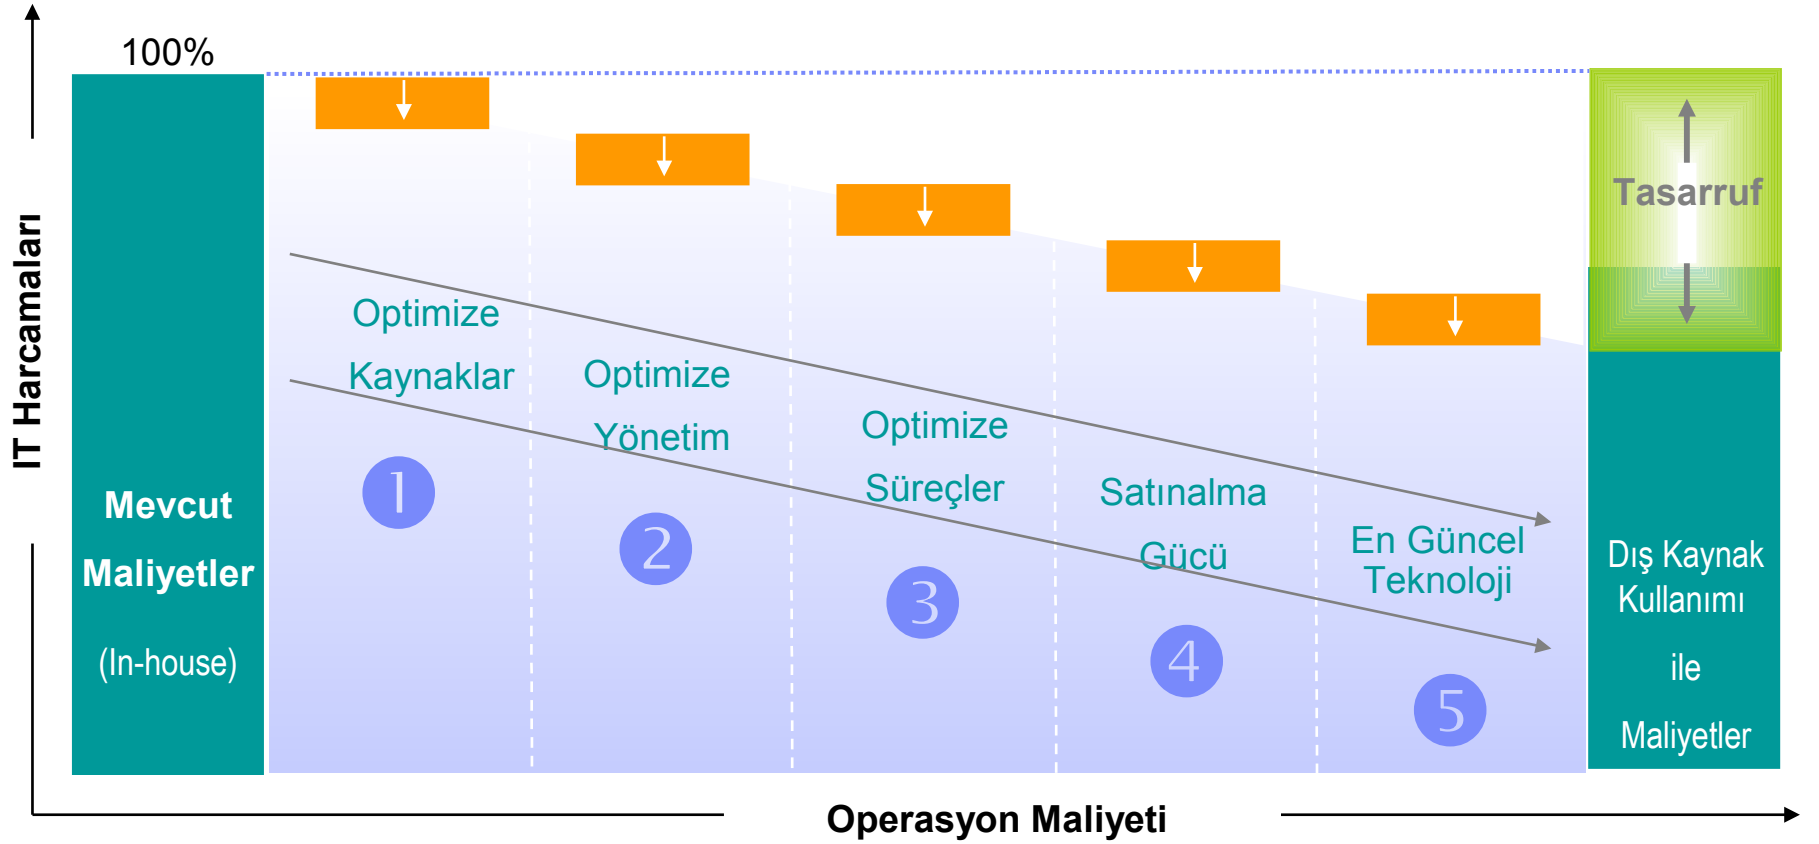 100%
IT Harcamaları
Mevcut
Maliyetler
(In-house)
Optimize
Kaynaklar
1
Optimize
Yönetim
2
Optimize
Süreçler
3
Satınalma
Gücü
4
En Güncel
Teknoloji
5
Tasarruf
Dış Kaynak
Kullanımı
ile
Maliyetler
Operasyon Maliyeti